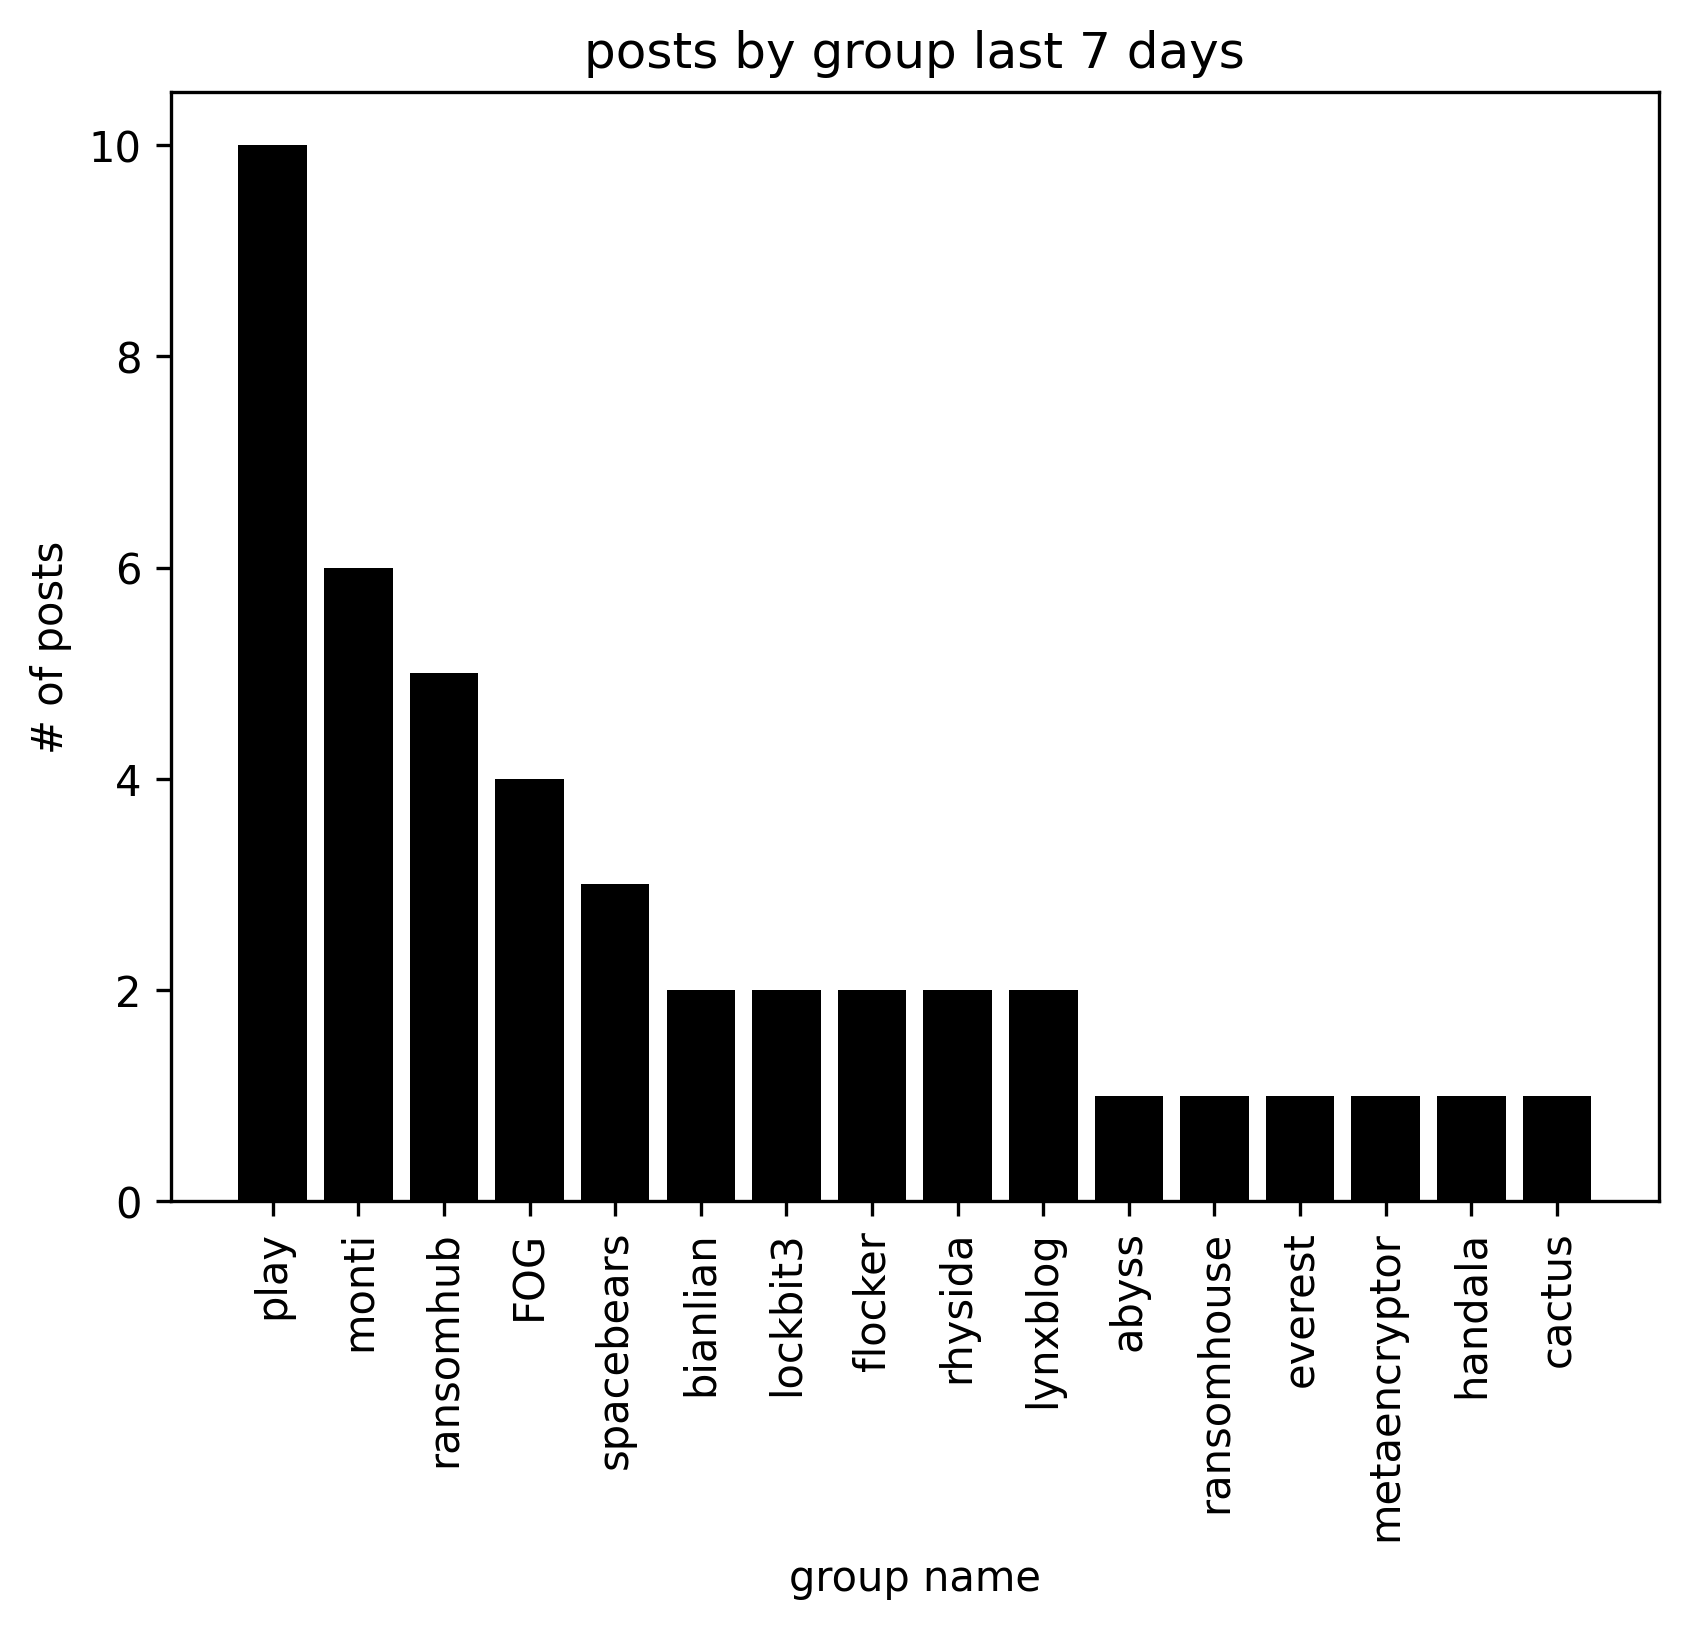 posts by group last 7 days
# of posts
10
8
6
4
2
0
play
monti
ransomhub
FOG
spacebears
bianlian
lockbit3
flocker
rhysida
lynxblog
abyss
ransomhouse
everest
metaencryptor
handala
cactus
group name